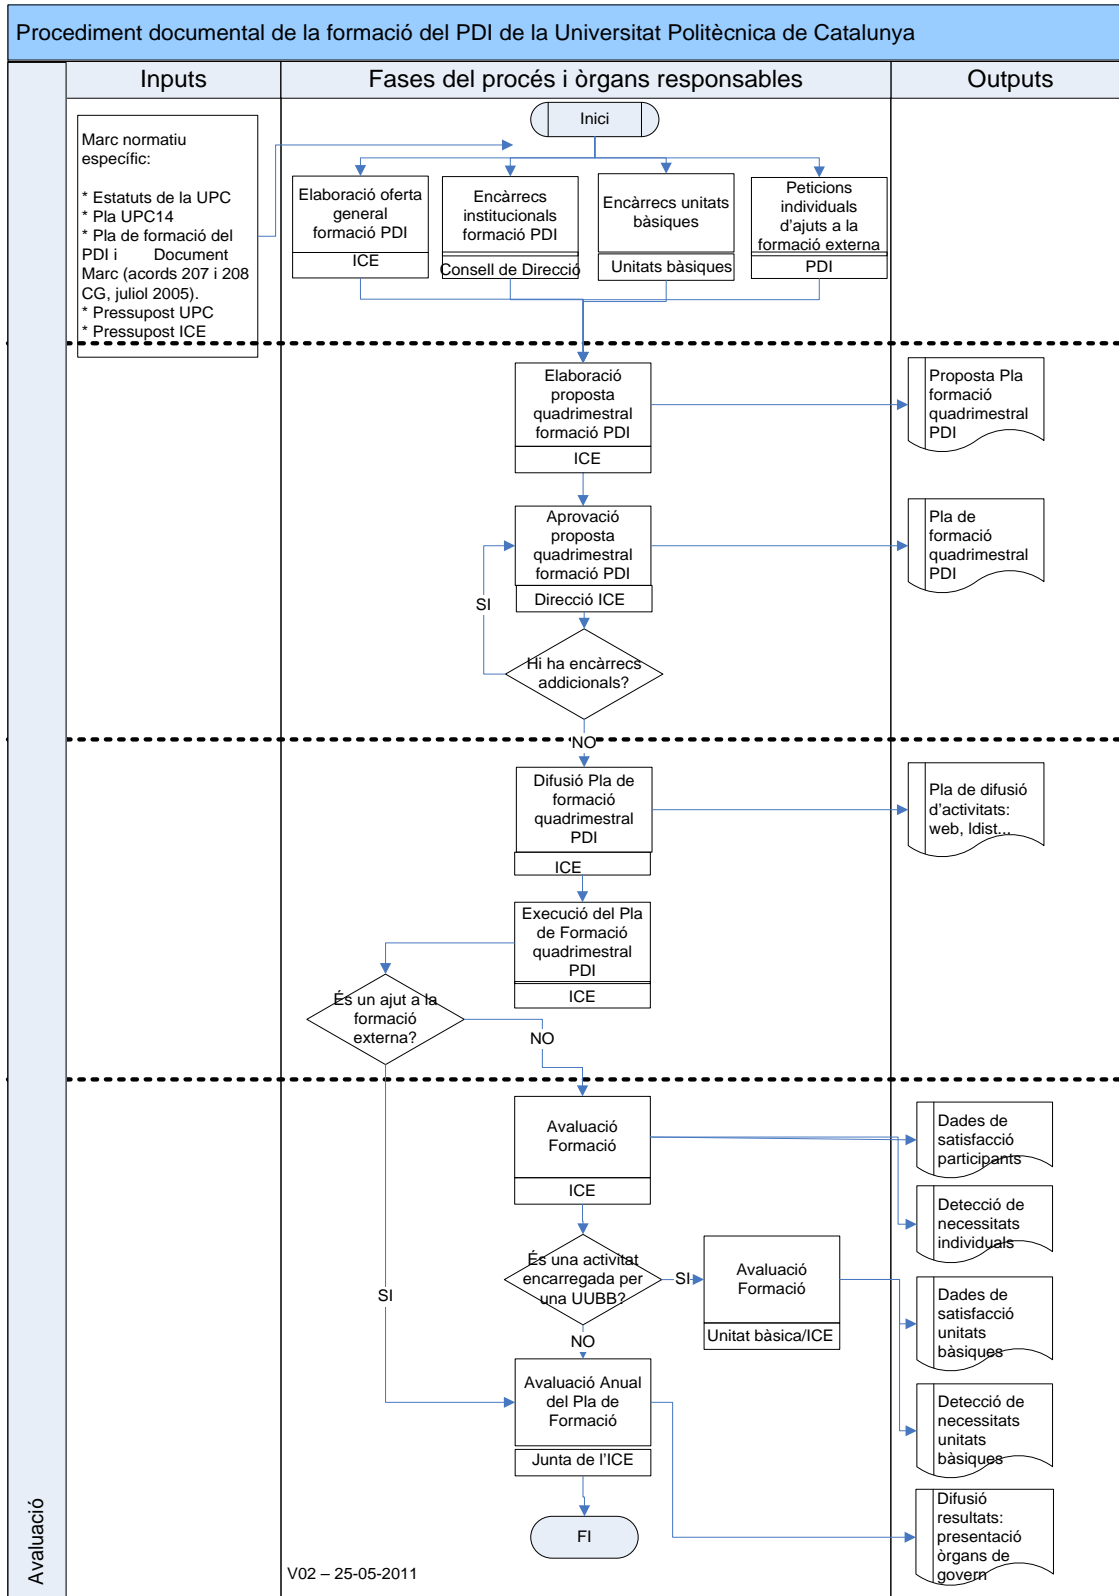 Procediment documental de la formació del PDI de la Universitat Politècnica de Catalunya
Inputs
Fases del procés i òrgans responsables
Outputs
Inici
Marc normatiu
específic:
* Estatuts de la UPC
* Pla UPC14
* Pla de formació del
PDI i Document
Marc (acords 207 i 208
CG, juliol 2005).
* Pressupost UPC
* Pressupost ICE
Elaboració oferta
general
formació PDI
ICE
Encàrrecs
institucionals
formació PDI
Consell de Direcció
Encàrrecs unitats
bàsiques
Unitats bàsiques
Peticions
individuals
d'ajuts a la
formació externa
PDI
Elaboració
proposta
quadrimestral
formació PDI
ICE
Proposta Pla
formació
quadrimestral
PDI
Aprovació
proposta
quadrimestral
formació PDI
Direcció ICE
Pla de
formació
quadrimestral
PDI
SI
Hi ha encàrrecs
addicionals?
NO
Difusió Pla de
formació
quadrimestral
PDI
ICE
Pla de difusió
d'activitats:
web, ldist...
Execució del Pla
de Formació
quadrimestral
PDI
ICE
És un ajut a la
formació
externa?
NO
Avaluació
Formació
ICE
Dades de
satisfacció
participants
Detecció de
necessitats
individuals
És una activitat
encarregada per
una UUBB?
SI
Avaluació
Formació
Unitat bàsica/ICE
Dades de
satisfacció
unitats
bàsiques
SI
NO
Avaluació Anual
del Pla de
Formació
Junta de l'ICE
Detecció de
necessitats
unitats
bàsiques
Difusió
resultats:
presentació
òrgans de
govern
FI
Avaluació
V02 – 25-05-2011